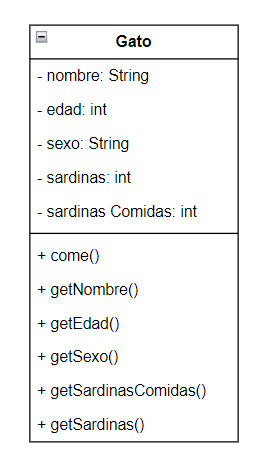 Gato
- nombre: String
- edad: int
- sexo: String
- sardinas: int
- sardinas Comidas: int
+ come()
+ getNombre()
+ getEdad()
+ getSexo()
+ getSardinasComidas()
+ getSardinas()